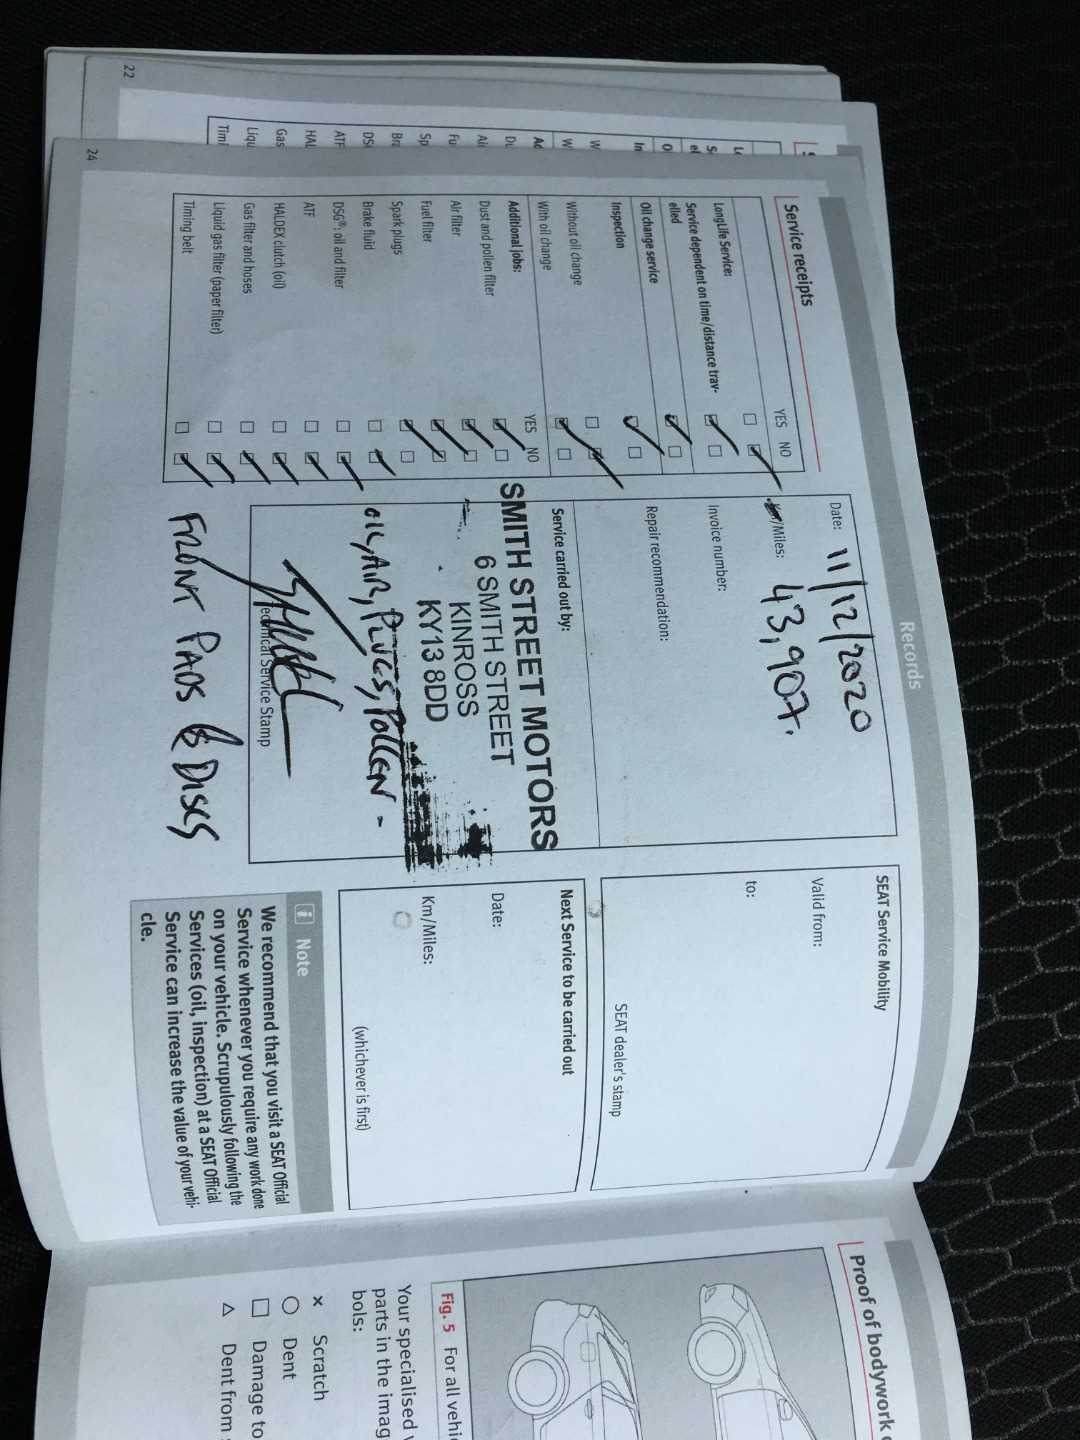 Records
Service receipts
YES NO
LongLife Service:
Service dependent on time/distance trav-
elled
Oil change service
Inspection
Without oil change
With oil change
YES NO
Additional jobs:
Dust and pollen filter
Air filter
Fuel filter
Spark plugs
Brake fluid
DSG®: oil and filter
ATF
HALDEX clutch (oil)
Gas filter and hoses
Liquid gas filter (paper filter)
Timing belt
24
Date: 11/12/2020
Km/Miles: 43,907.
Invoice number:
Repair recommendation:
Service carried out by:
SMITH STREET MOTORS
6 SMITH STREET
KINROSS
KY13 8DD
OIL, AIR, PLUGS, POLLEN -
Technical Service Stamp
FRONT PADS & DISCS
SEAT Service Mobility
Valid from:
to:
SEAT dealer's stamp
Next Service to be carried out
Date:
Km/Miles:
(whichever is first)
i Note
We recommend that you visit a SEAT Official
Service whenever you require any work done
on your vehicle. Scrupulously following the
Services (oil, inspection) at a SEAT Official
Service can increase the value of your vehi-
cle.
22
Proof of bodywork
Fig. 5 For all vehic
Your specialised
parts in the imag
bols:
× Scratch
○ Dent
□ Damage to
△ Dent from